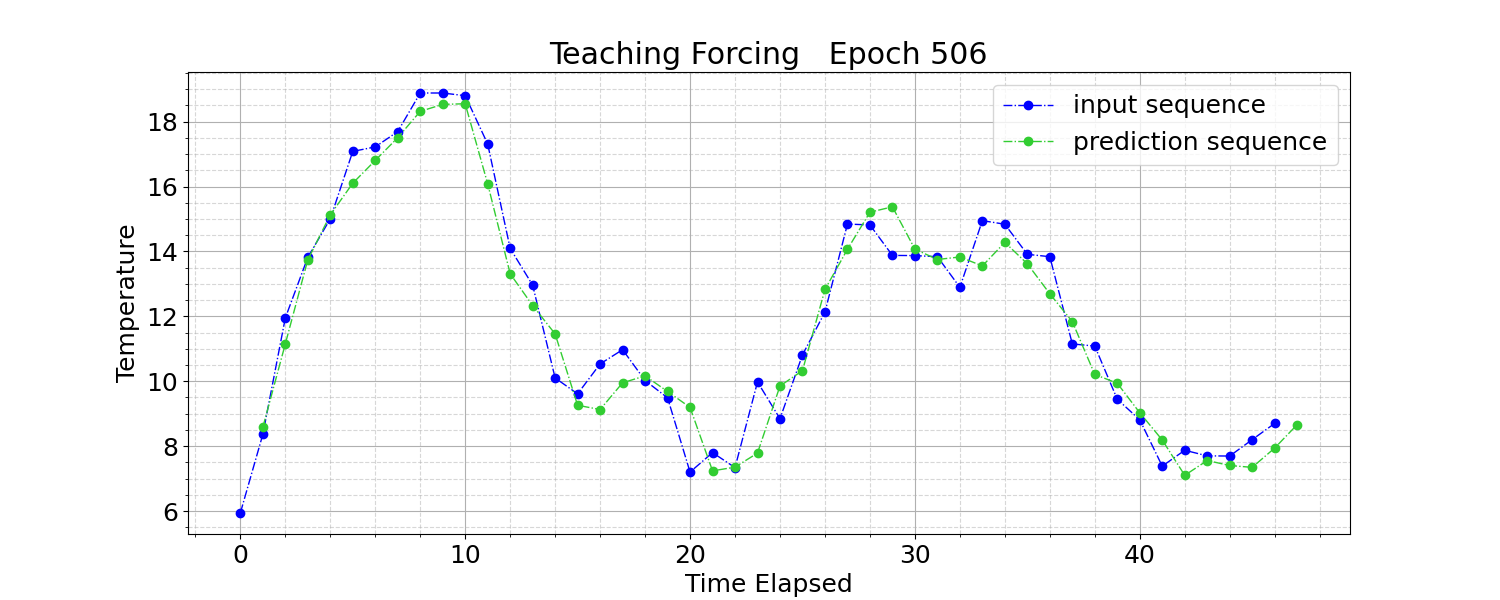 Teaching Forcing   Epoch 506
input sequence
prediction sequence
Temperature
18
16
14
12
10
8
6
0 10 20 30 40
Time Elapsed